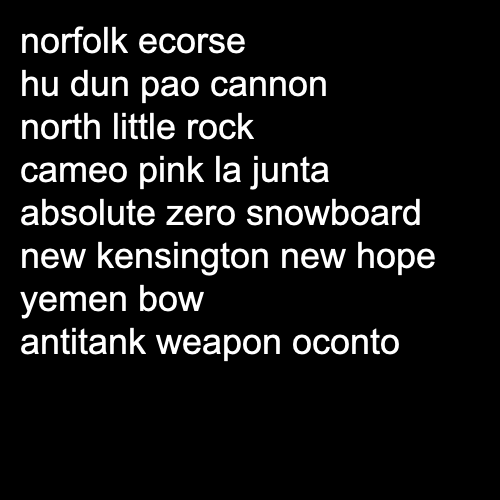 norfolk ecorse
hu dun pao cannon
north little rock
cameo pink la junta
absolute zero snowboard
new kensington new hope
yemen bow
antitank weapon oconto